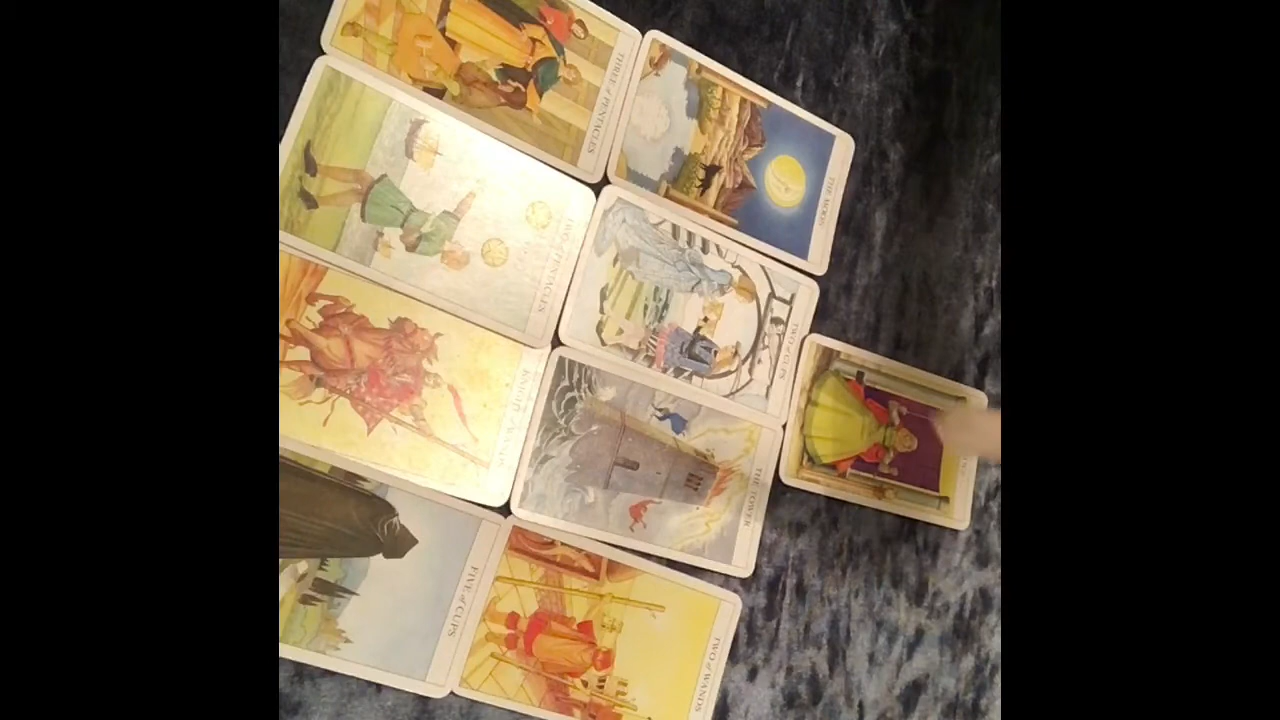 THREE of PENTACLES
THE MOON
TWO of PENTACLES
TWO of CUPS
KNIGHT of WANDS
THE TOWER
FIVE of CUPS
TWO of WANDS